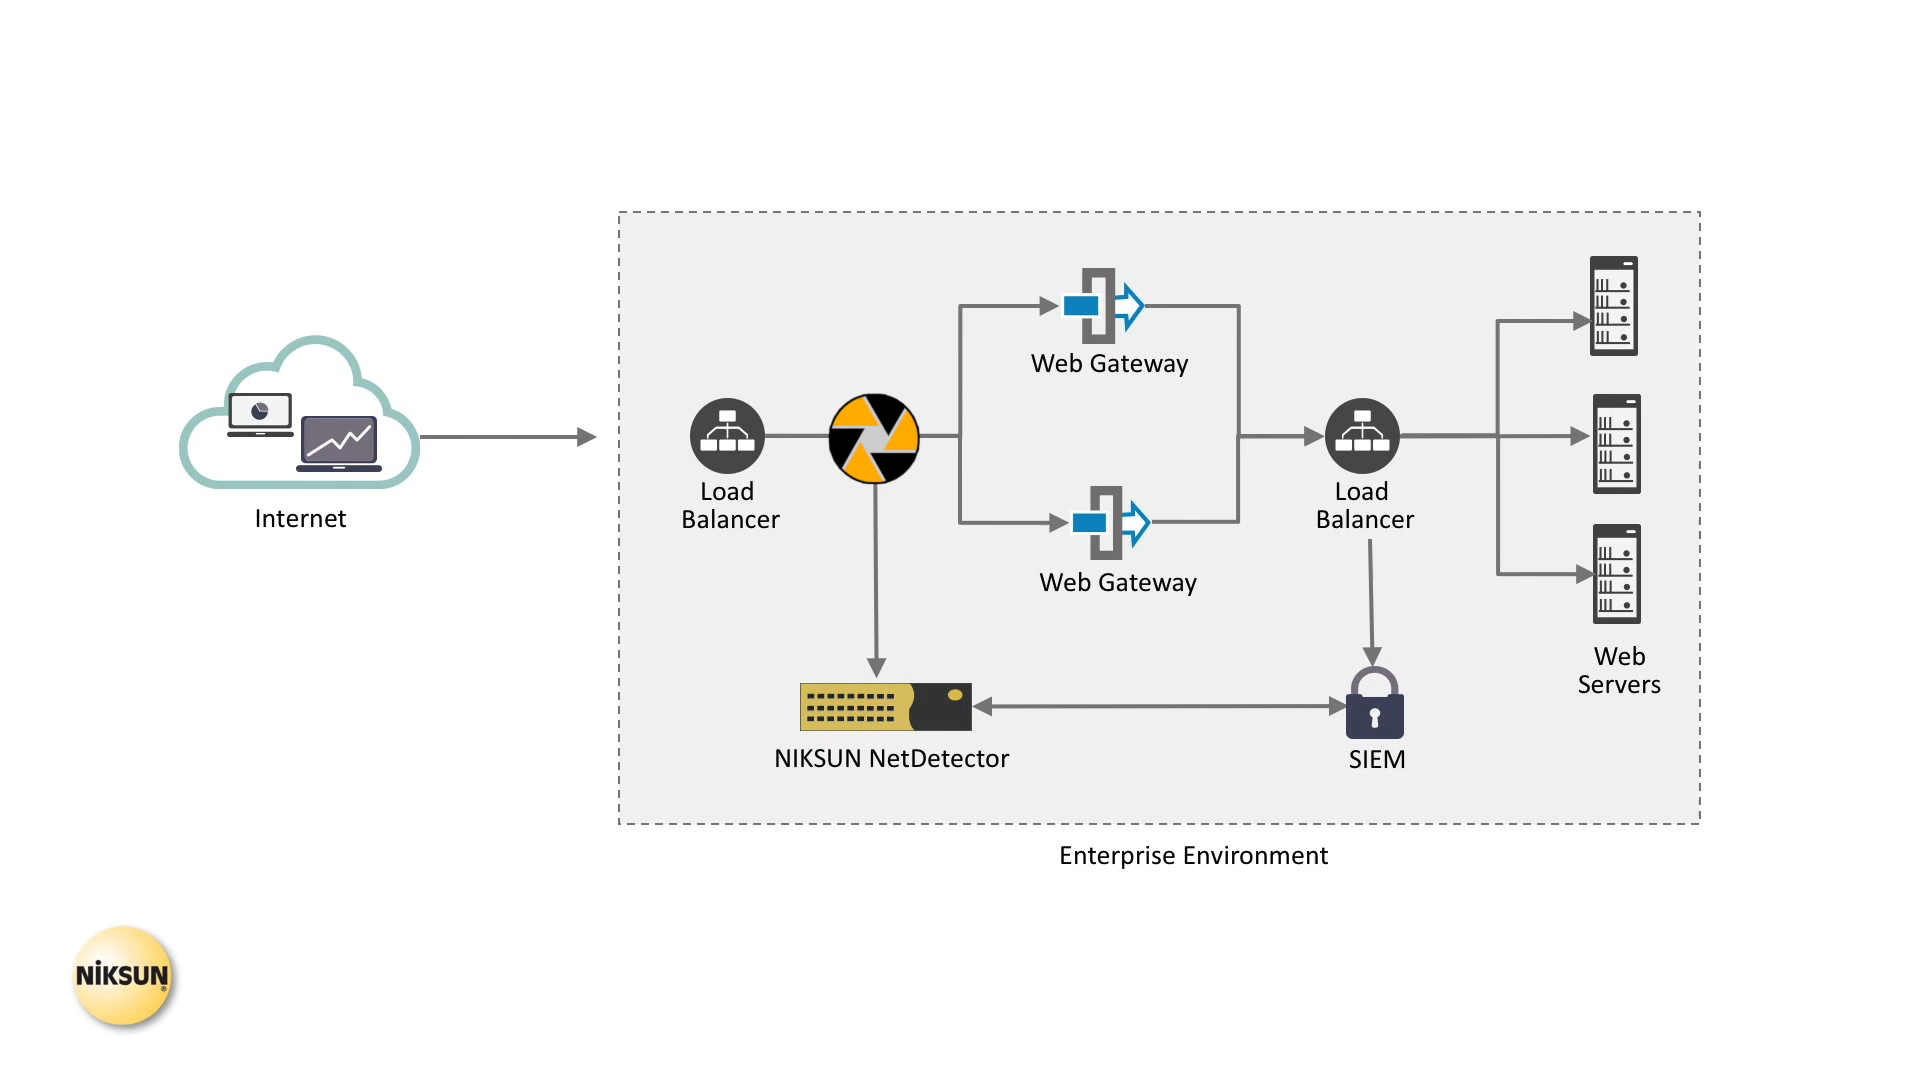 Internet
Load
Balancer
Web Gateway
Web Gateway
Load
Balancer
Web
Servers
NIKSUN NetDetector
SIEM
Enterprise Environment
NIKSUN®